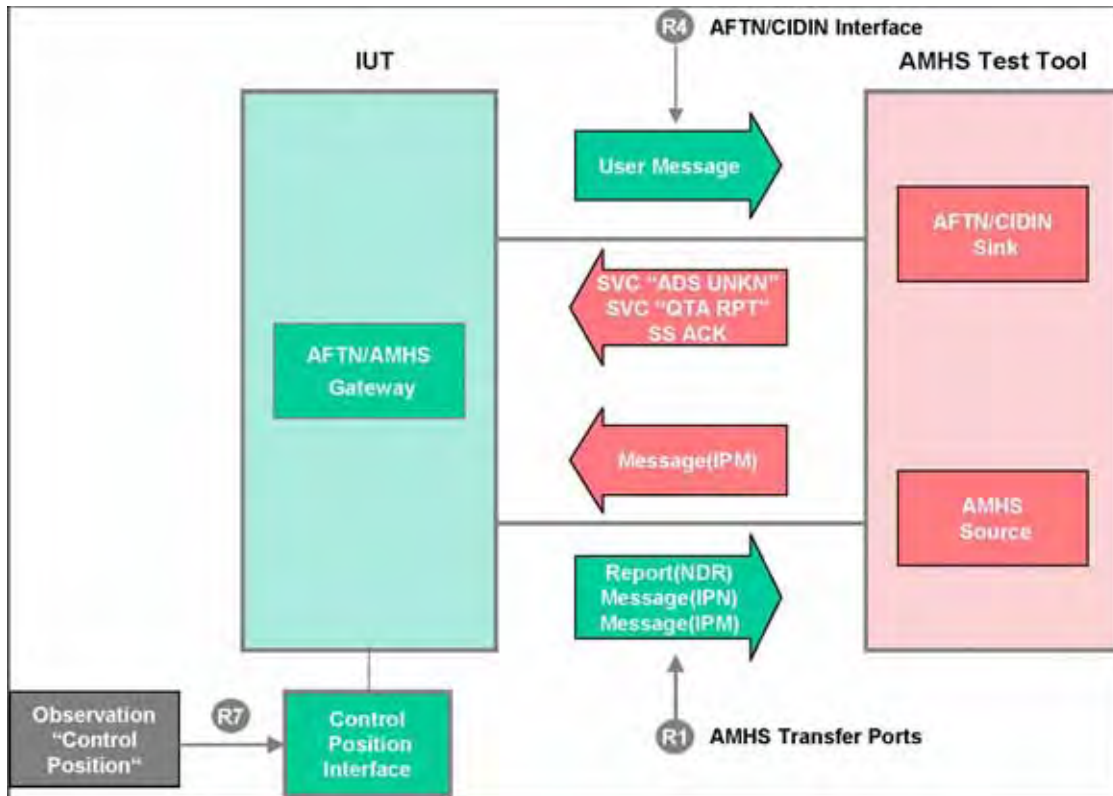 R4 AFTN/CIDIN Interface
IUT
AMHS Test Tool
User Message
AFTN/CIDIN
Sink
SVC “ADS UNKN”
SVC “QTA RPT”
SS ACK
AFTN/AMHS
Gateway
Message(IPM)
AMHS
Source
Report(NDR)
Message(IPN)
Message(IPM)
Observation
“Control
Position“
R7
Control
Position
Interface
R1 AMHS Transfer Ports